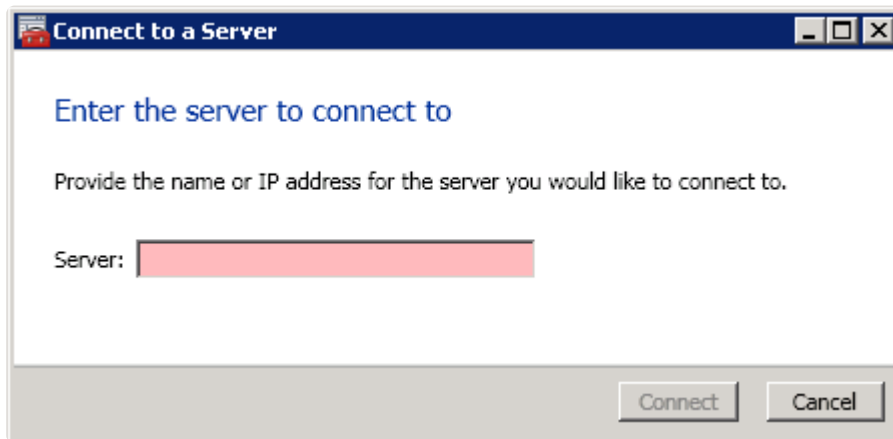 Connect to a Server
Enter the server to connect to
Provide the name or IP address for the server you would like to connect to.
Server:
Connect Cancel